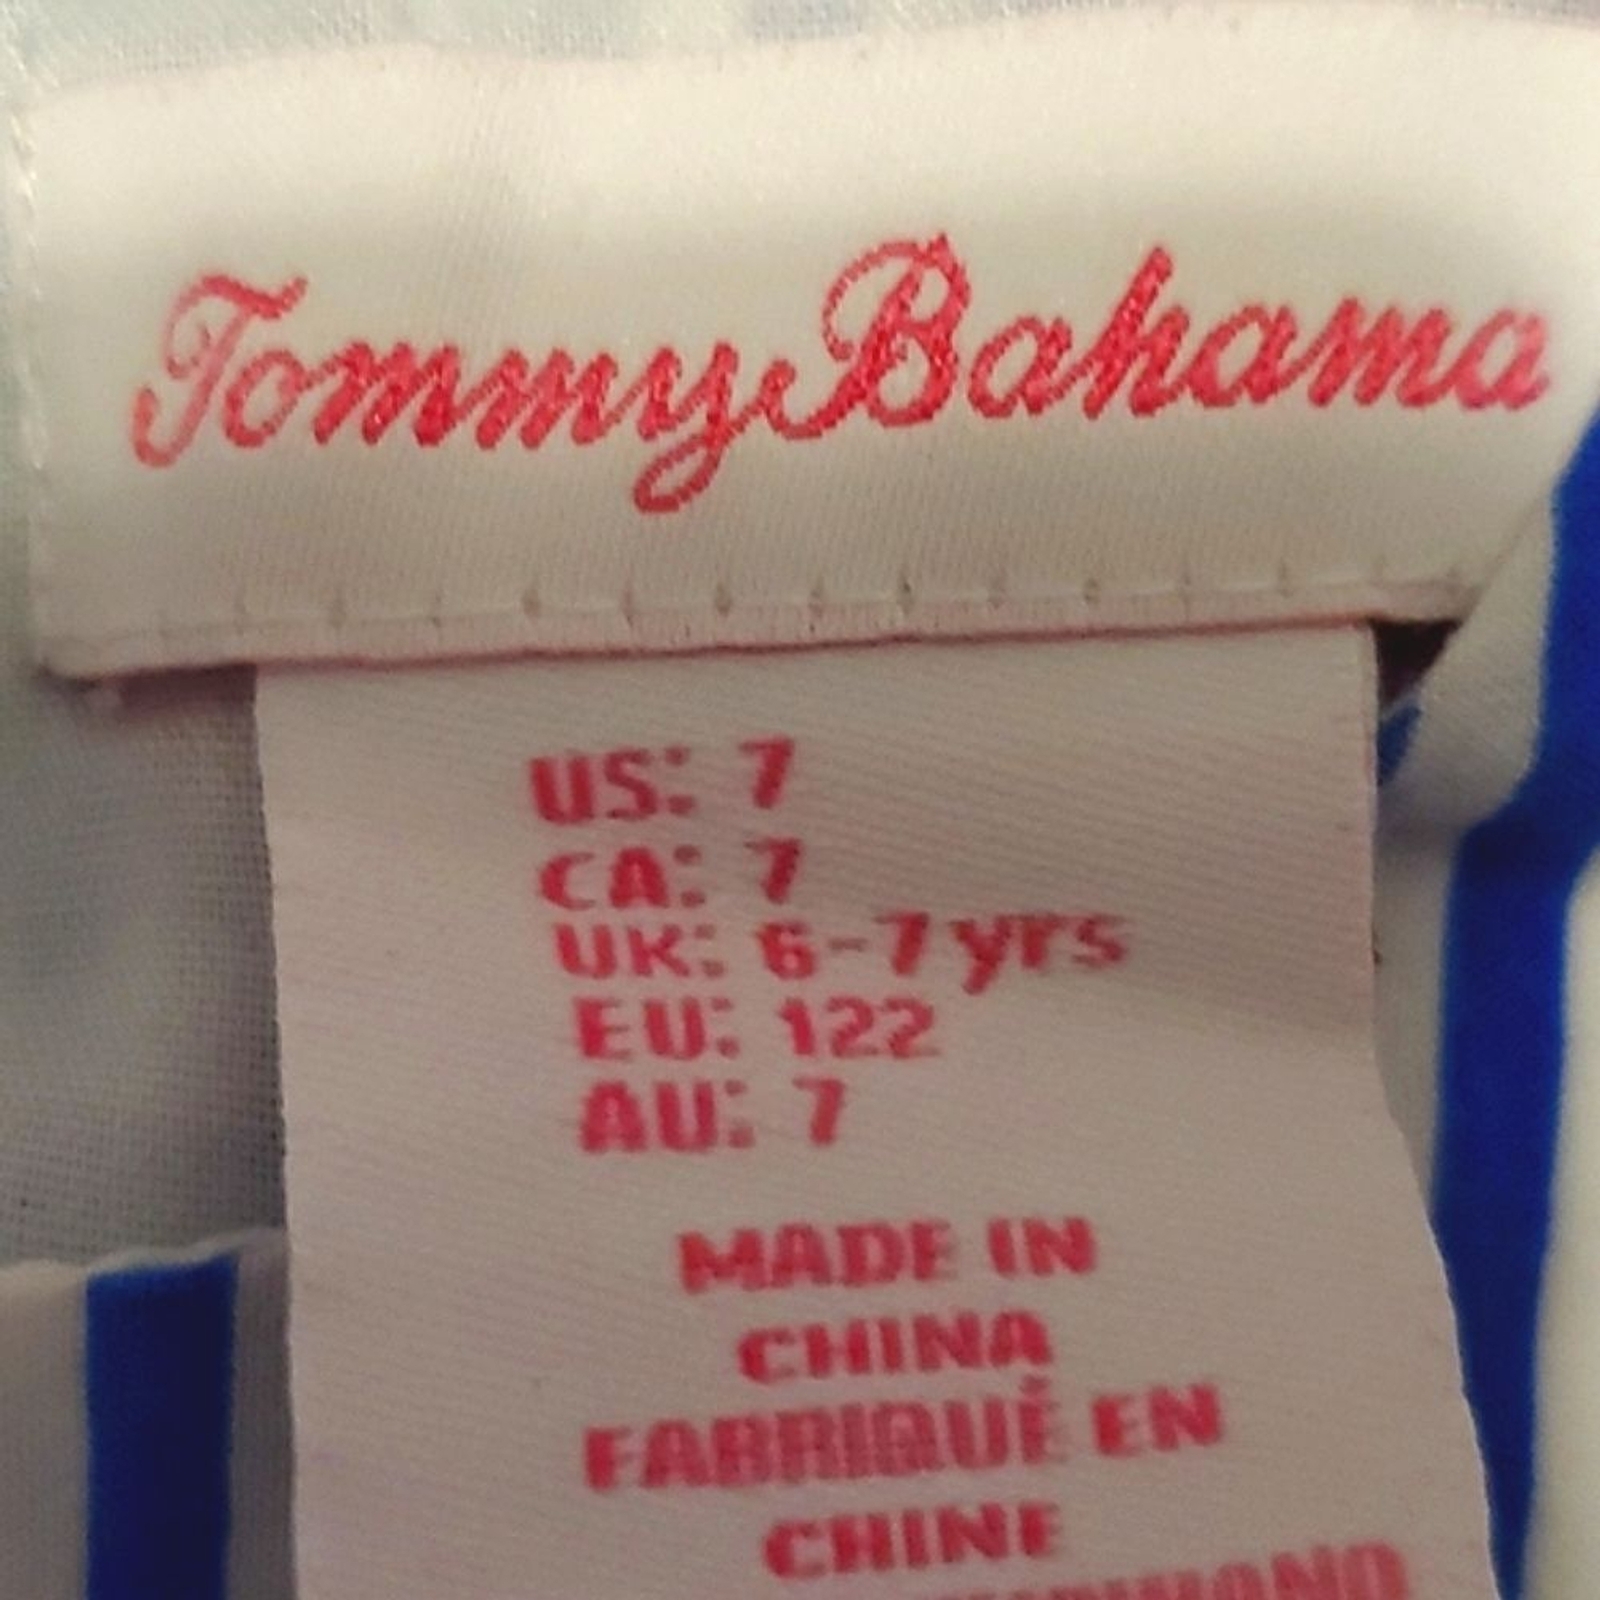 Tommy Bahama
US: 7
CA: 7
UK: 6-7 yrs
EU: 122
AU: 7
MADE IN
CHINA
FABRIQUÉ EN
CHINE